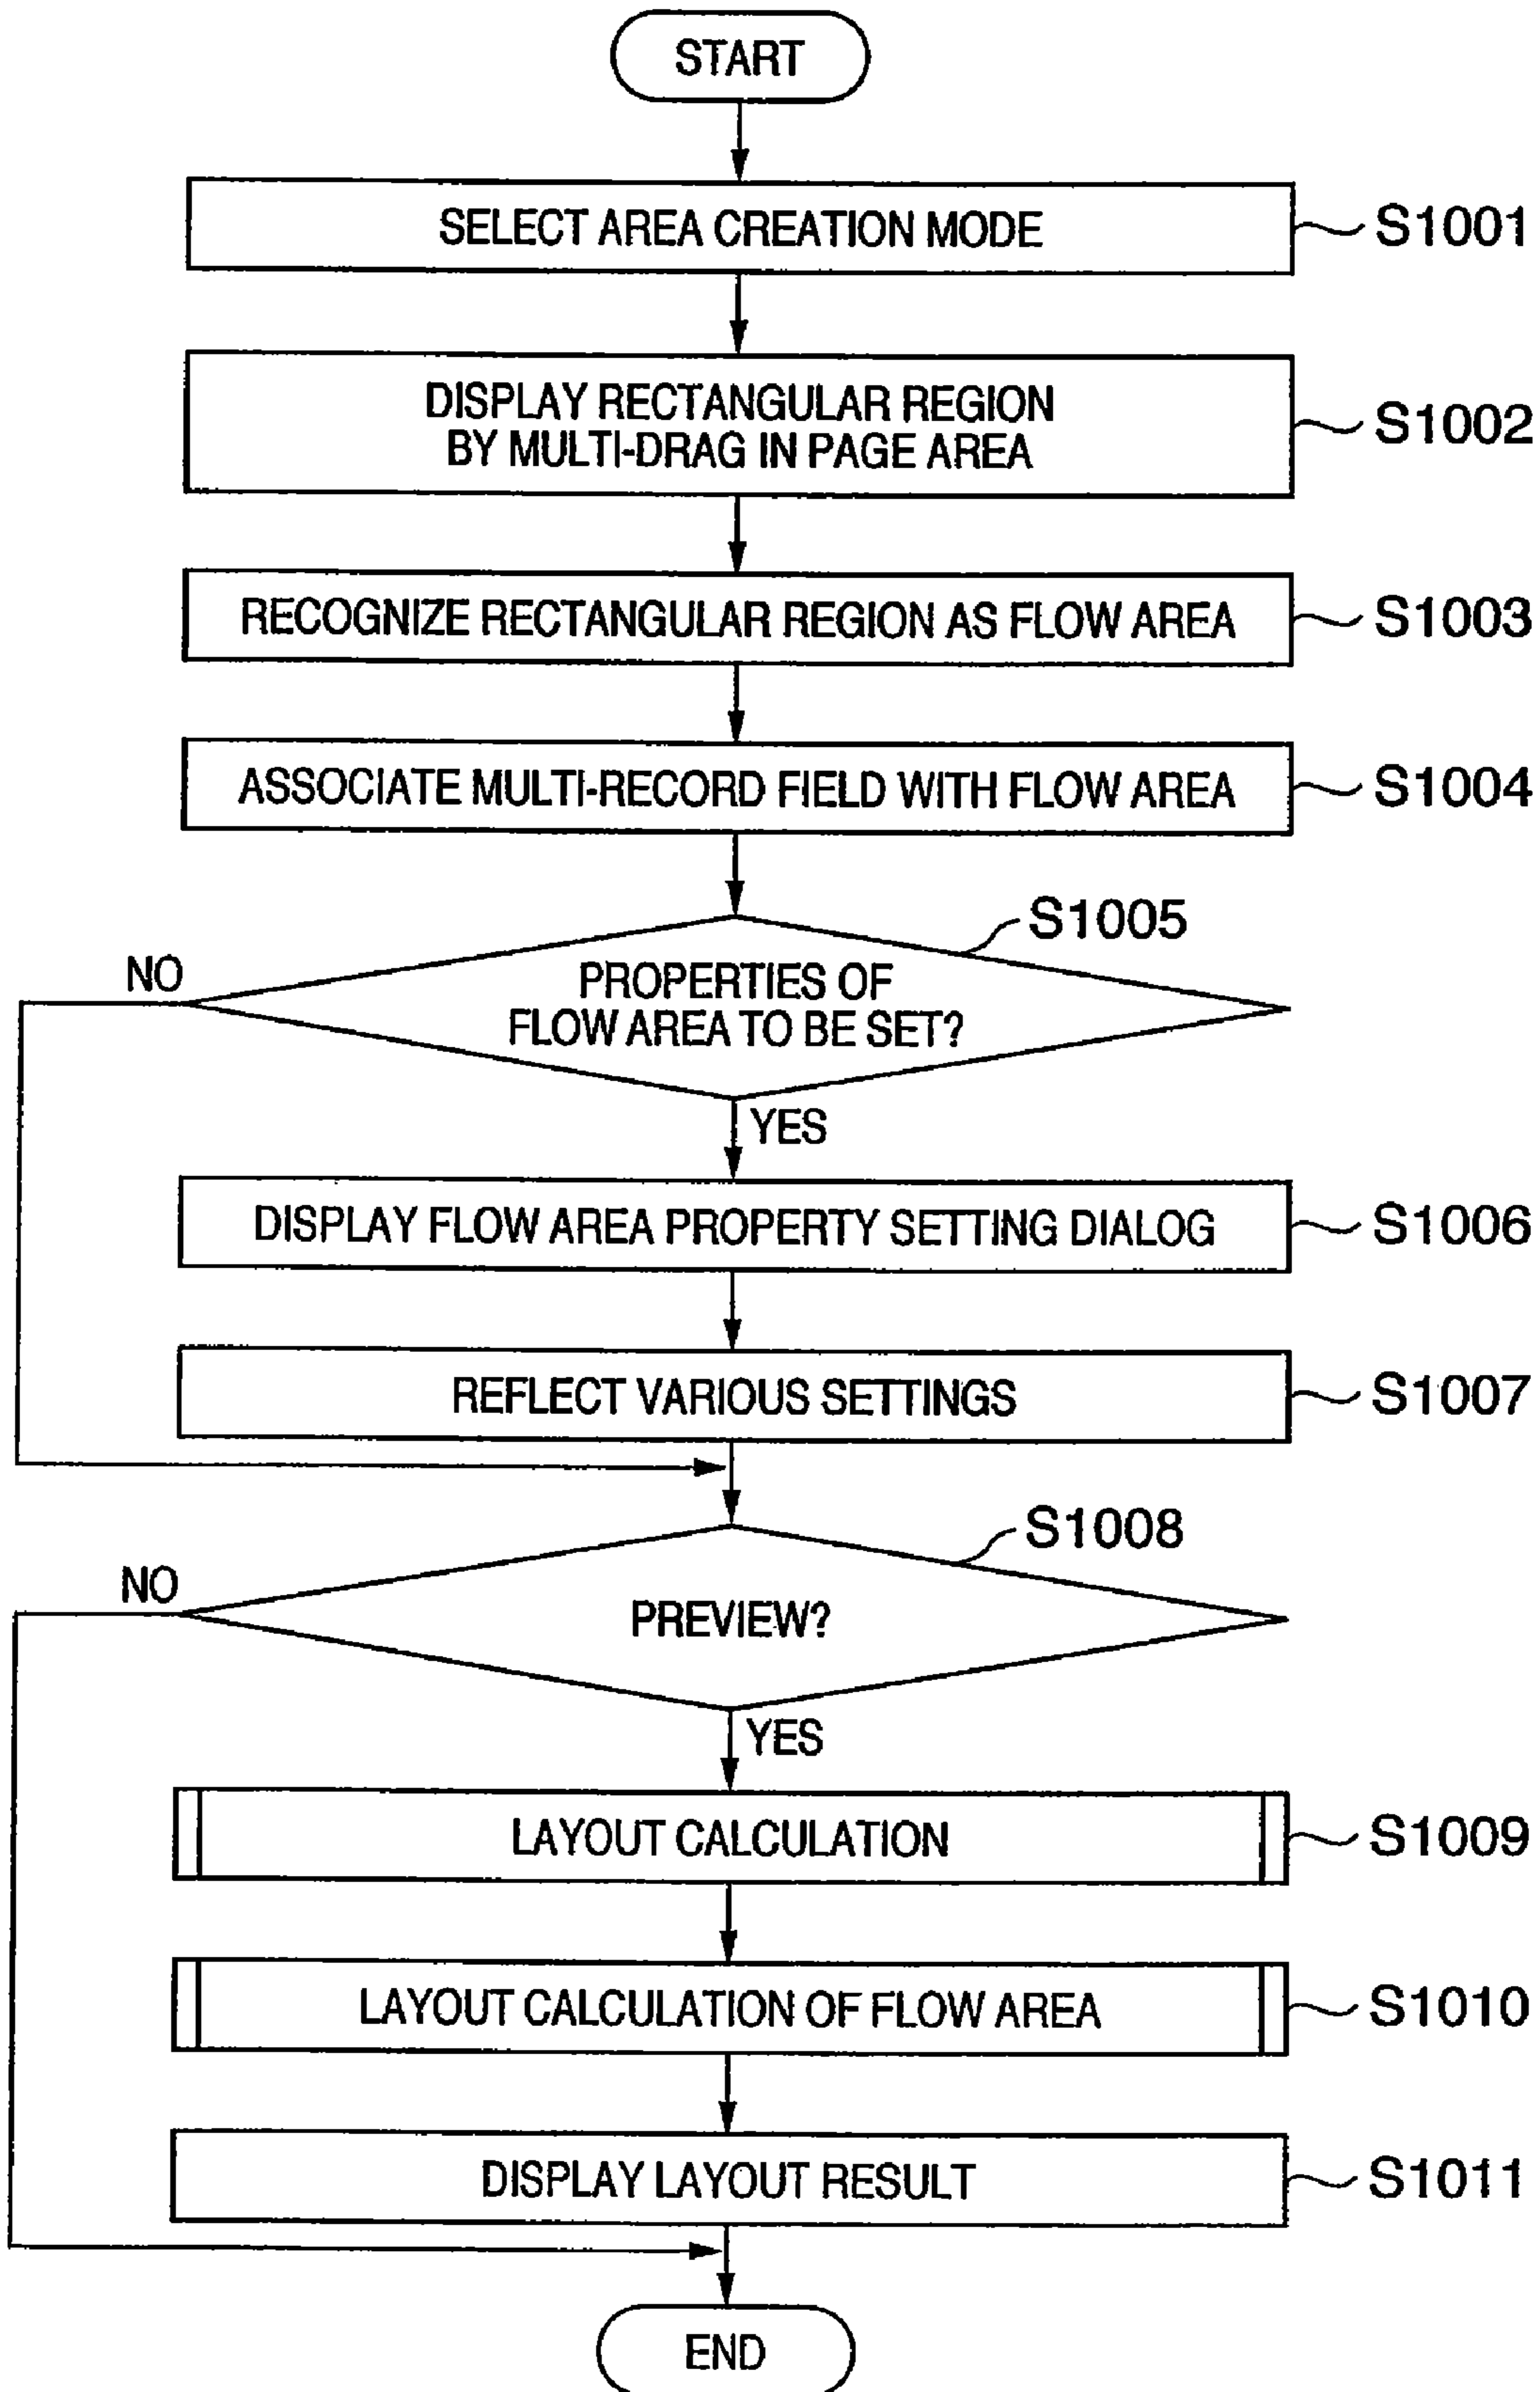 START
SELECT AREA CREATION MODE
S1001
DISPLAY RECTANGULAR REGION
BY MULTI-DRAG IN PAGE AREA
S1002
RECOGNIZE RECTANGULAR REGION AS FLOW AREA
S1003
ASSOCIATE MULTI-RECORD FIELD WITH FLOW AREA
S1004
S1005
NO
PROPERTIES OF
FLOW AREA TO BE SET?
YES
DISPLAY FLOW AREA PROPERTY SETTING DIALOG
S1006
REFLECT VARIOUS SETTINGS
S1007
S1008
NO
PREVIEW?
YES
LAYOUT CALCULATION
S1009
LAYOUT CALCULATION OF FLOW AREA
S1010
DISPLAY LAYOUT RESULT
S1011
END